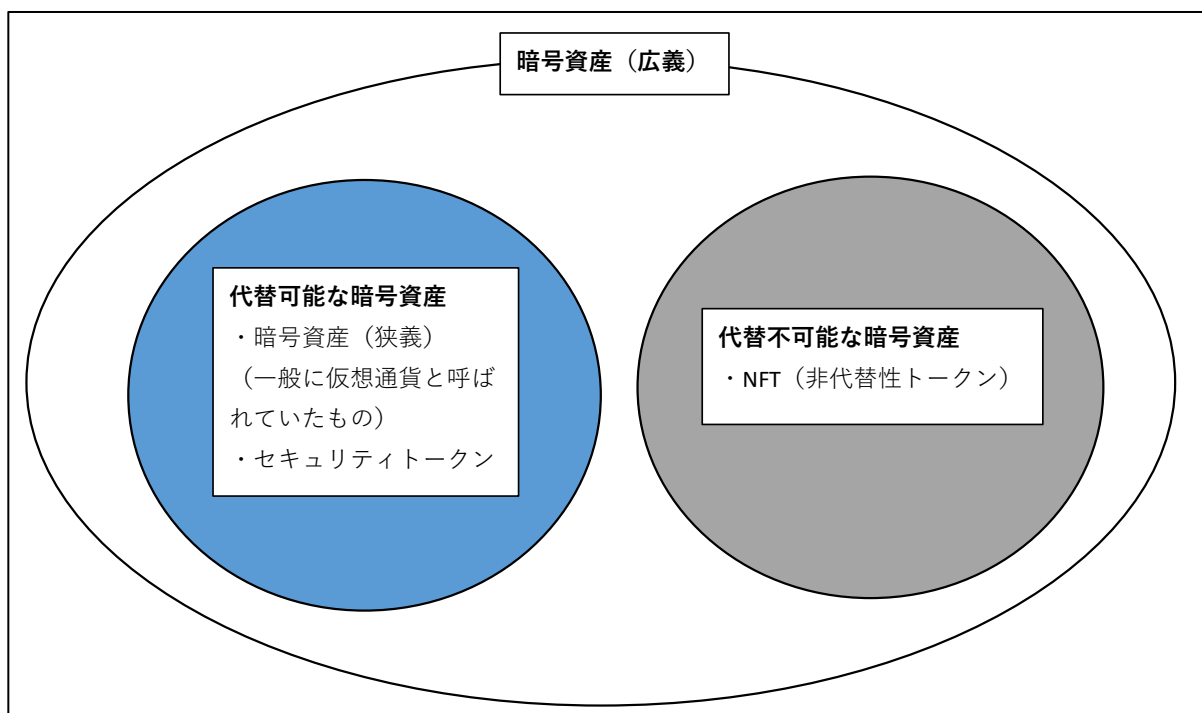 暗号資産（広義）
代替可能な暗号資産
・暗号資産（狭義）
（一般に仮想通貨と呼ば
れていたもの）
・セキュリティトークン
代替不可能な暗号資産
・NFT（非代替性トークン）